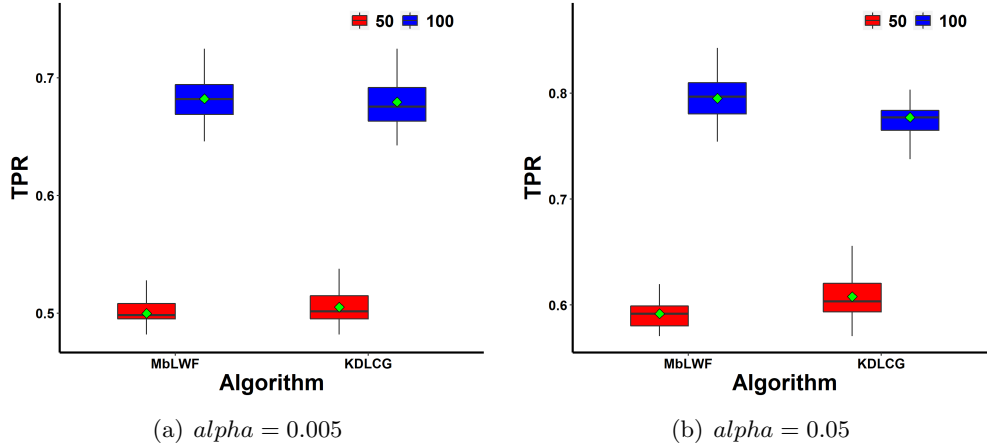 50 100
0.7
0.6
0.5
TPR
MbLWF KDLCG
Algorithm
(a) alpha = 0.005
50 100
0.8
0.7
0.6
TPR
MbLWF KDLCG
Algorithm
(b) alpha = 0.05